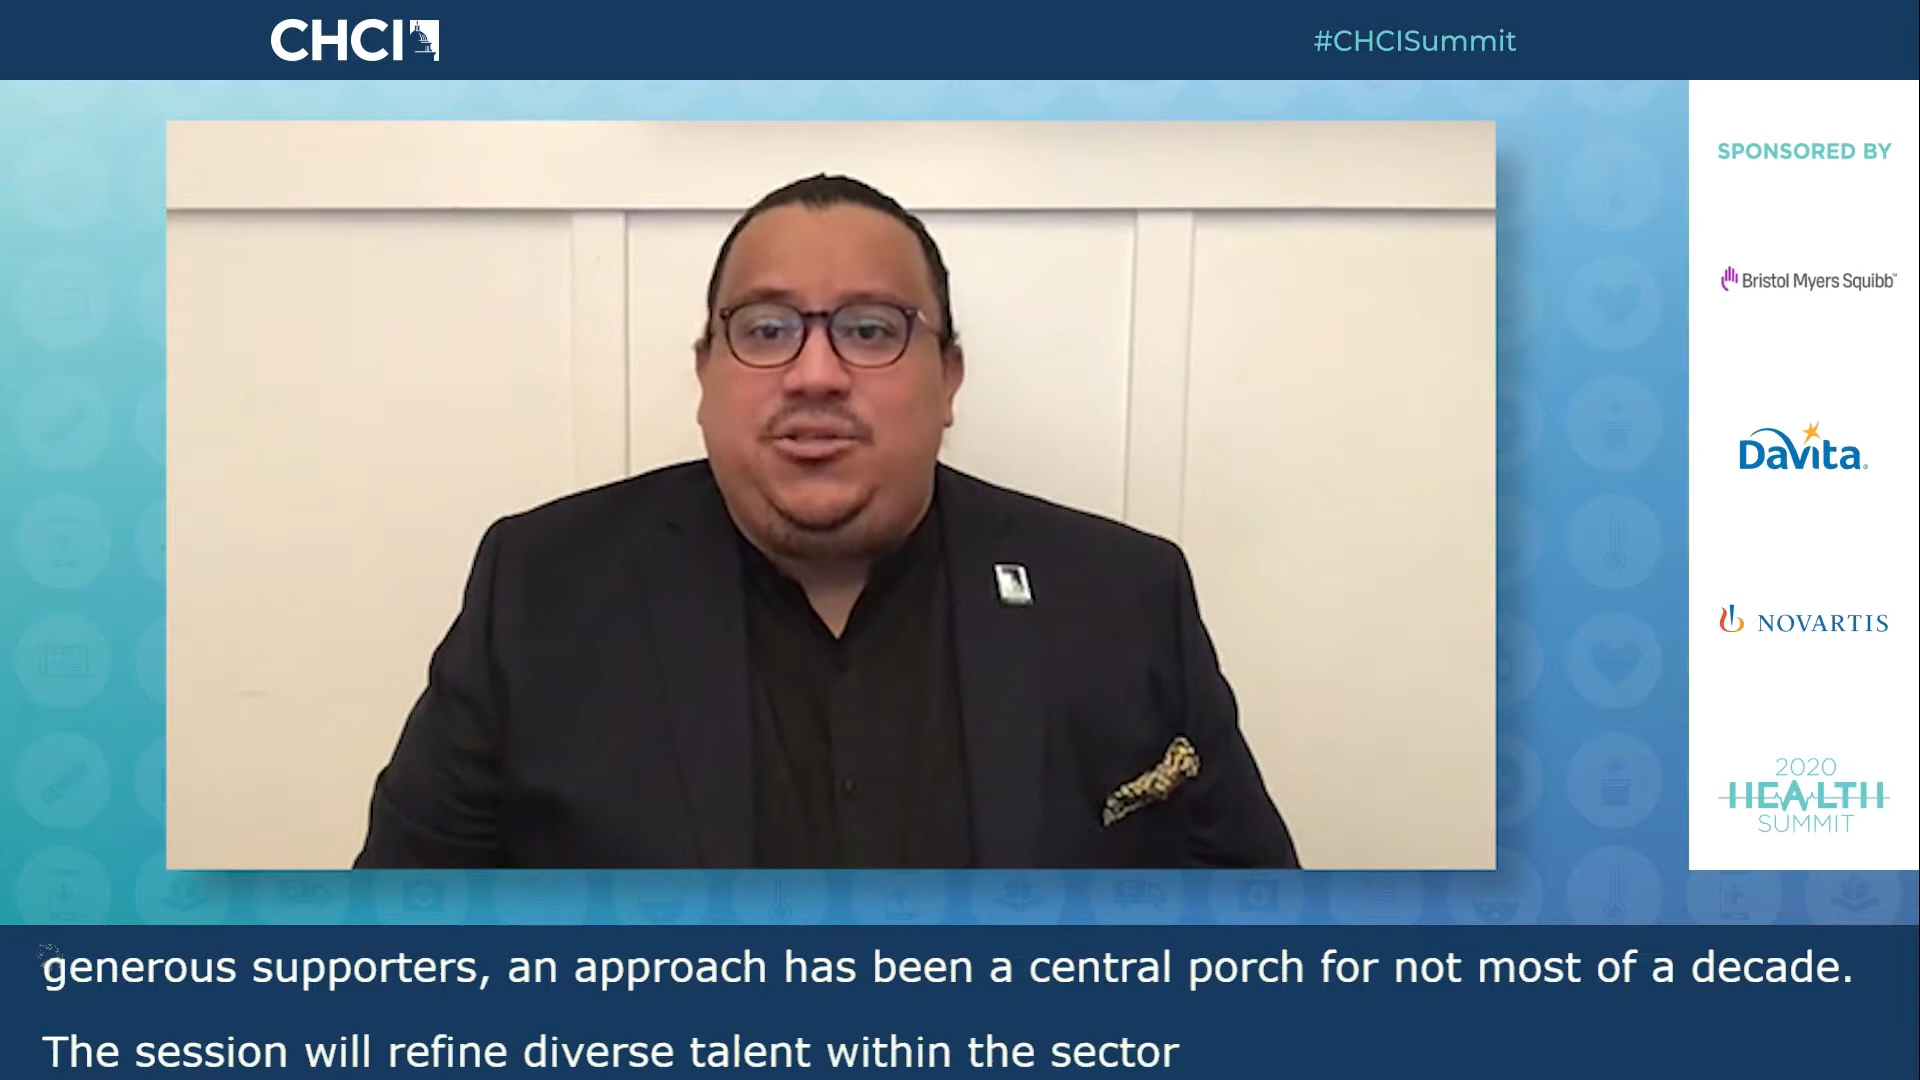 CHCI
#CHCISummit
SPONSORED BY
Bristol Myers Squibb™
DaVita®
NOVARTIS
2020
HEALTH
SUMMIT
generous supporters, an approach has been a central porch for not most of a decade.
The session will refine diverse talent within the sector